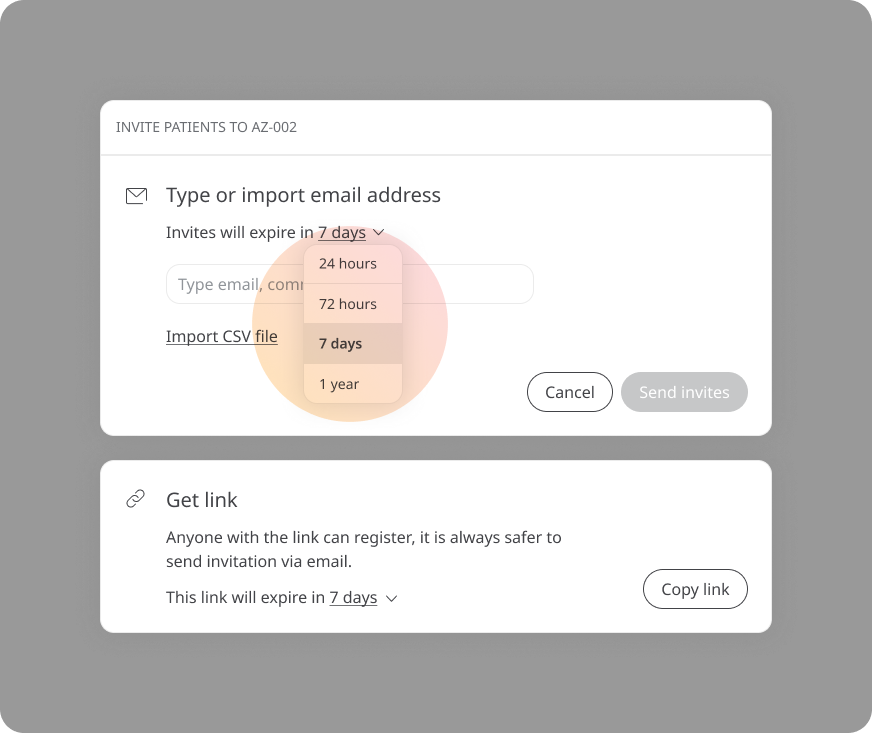 INVITE PATIENTS TO AZ-002
Type or import email address
Invites will expire in 7 days
24 hours
Type email,
72 hours
Import CSV file
7 days
1 year
Cancel
Send invites
Get link
Anyone with the link can register, it is always safer to
send invitation via email.
This link will expire in 7 days
Copy link